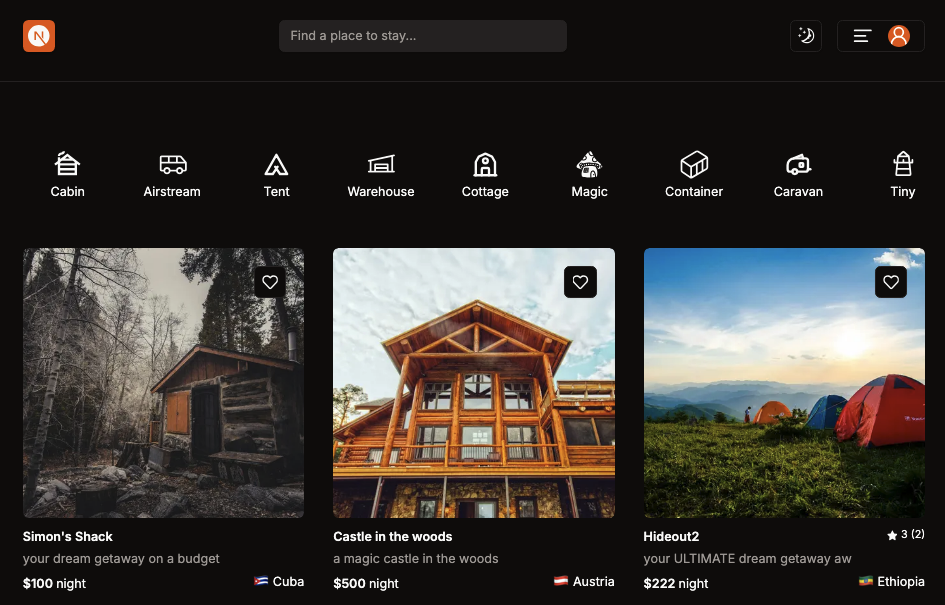 Find a place to stay...
Cabin
Airstream
Tent
Warehouse
Cottage
Magic
Container
Caravan
Tiny
Simon's Shack
your dream getaway on a budget
$100 night
Cuba
Castle in the woods
a magic castle in the woods
$500 night
Austria
Hideout2
3 (2)
your ULTIMATE dream getaway aw
$222 night
Ethiopia